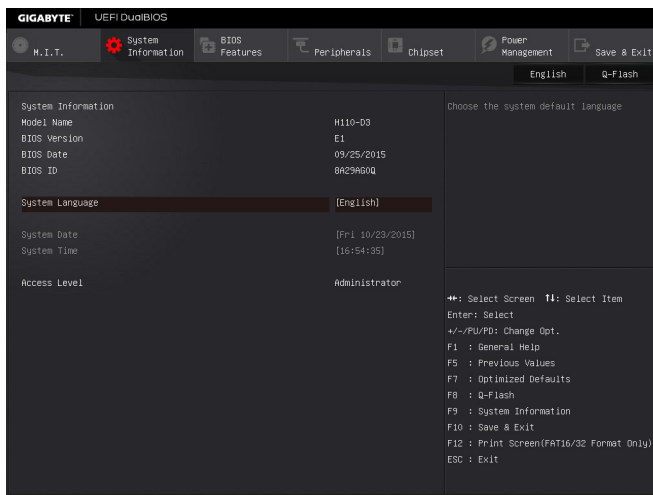 GIGABYTE™ UEFI DualBIOS
M.I.T.
System Information
BIOS Features
Peripherals
Chipset
Power Management
Save & Exit
English Q-Flash
System Information
Model Name H110-D3
BIOS Version E1
BIOS Date 09/25/2015
BIOS ID 8A29AG0Q
System Language [English]
System Date [Fri 10/23/2015]
System Time [16:54:35]
Access Level Administrator
Choose the system default language
→←: Select Screen ↑↓: Select Item
Enter: Select
+/-/PU/PD: Change Opt.
F1 : General Help
F5 : Previous Values
F7 : Optimized Defaults
F8 : Q-Flash
F9 : System Information
F10 : Save & Exit
F12 : Print Screen(FAT16/32 Format Only)
ESC : Exit